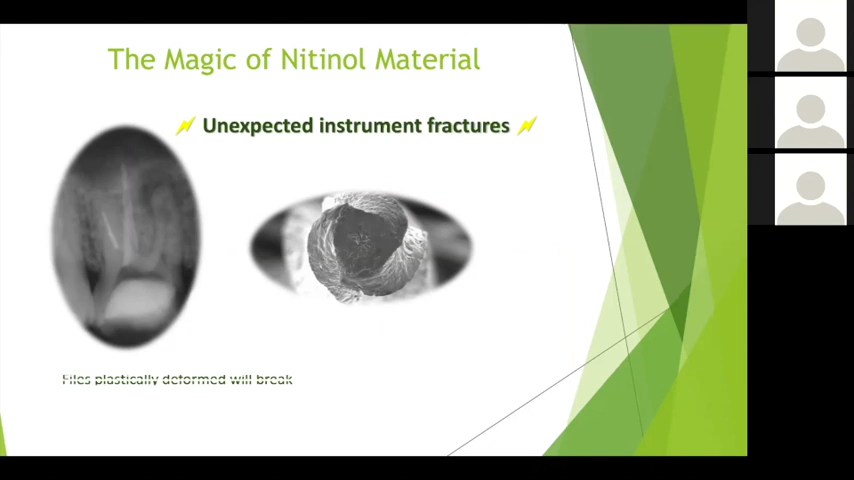 The Magic of Nitinol Material
Unexpected instrument fractures
Files plastically deformed will break